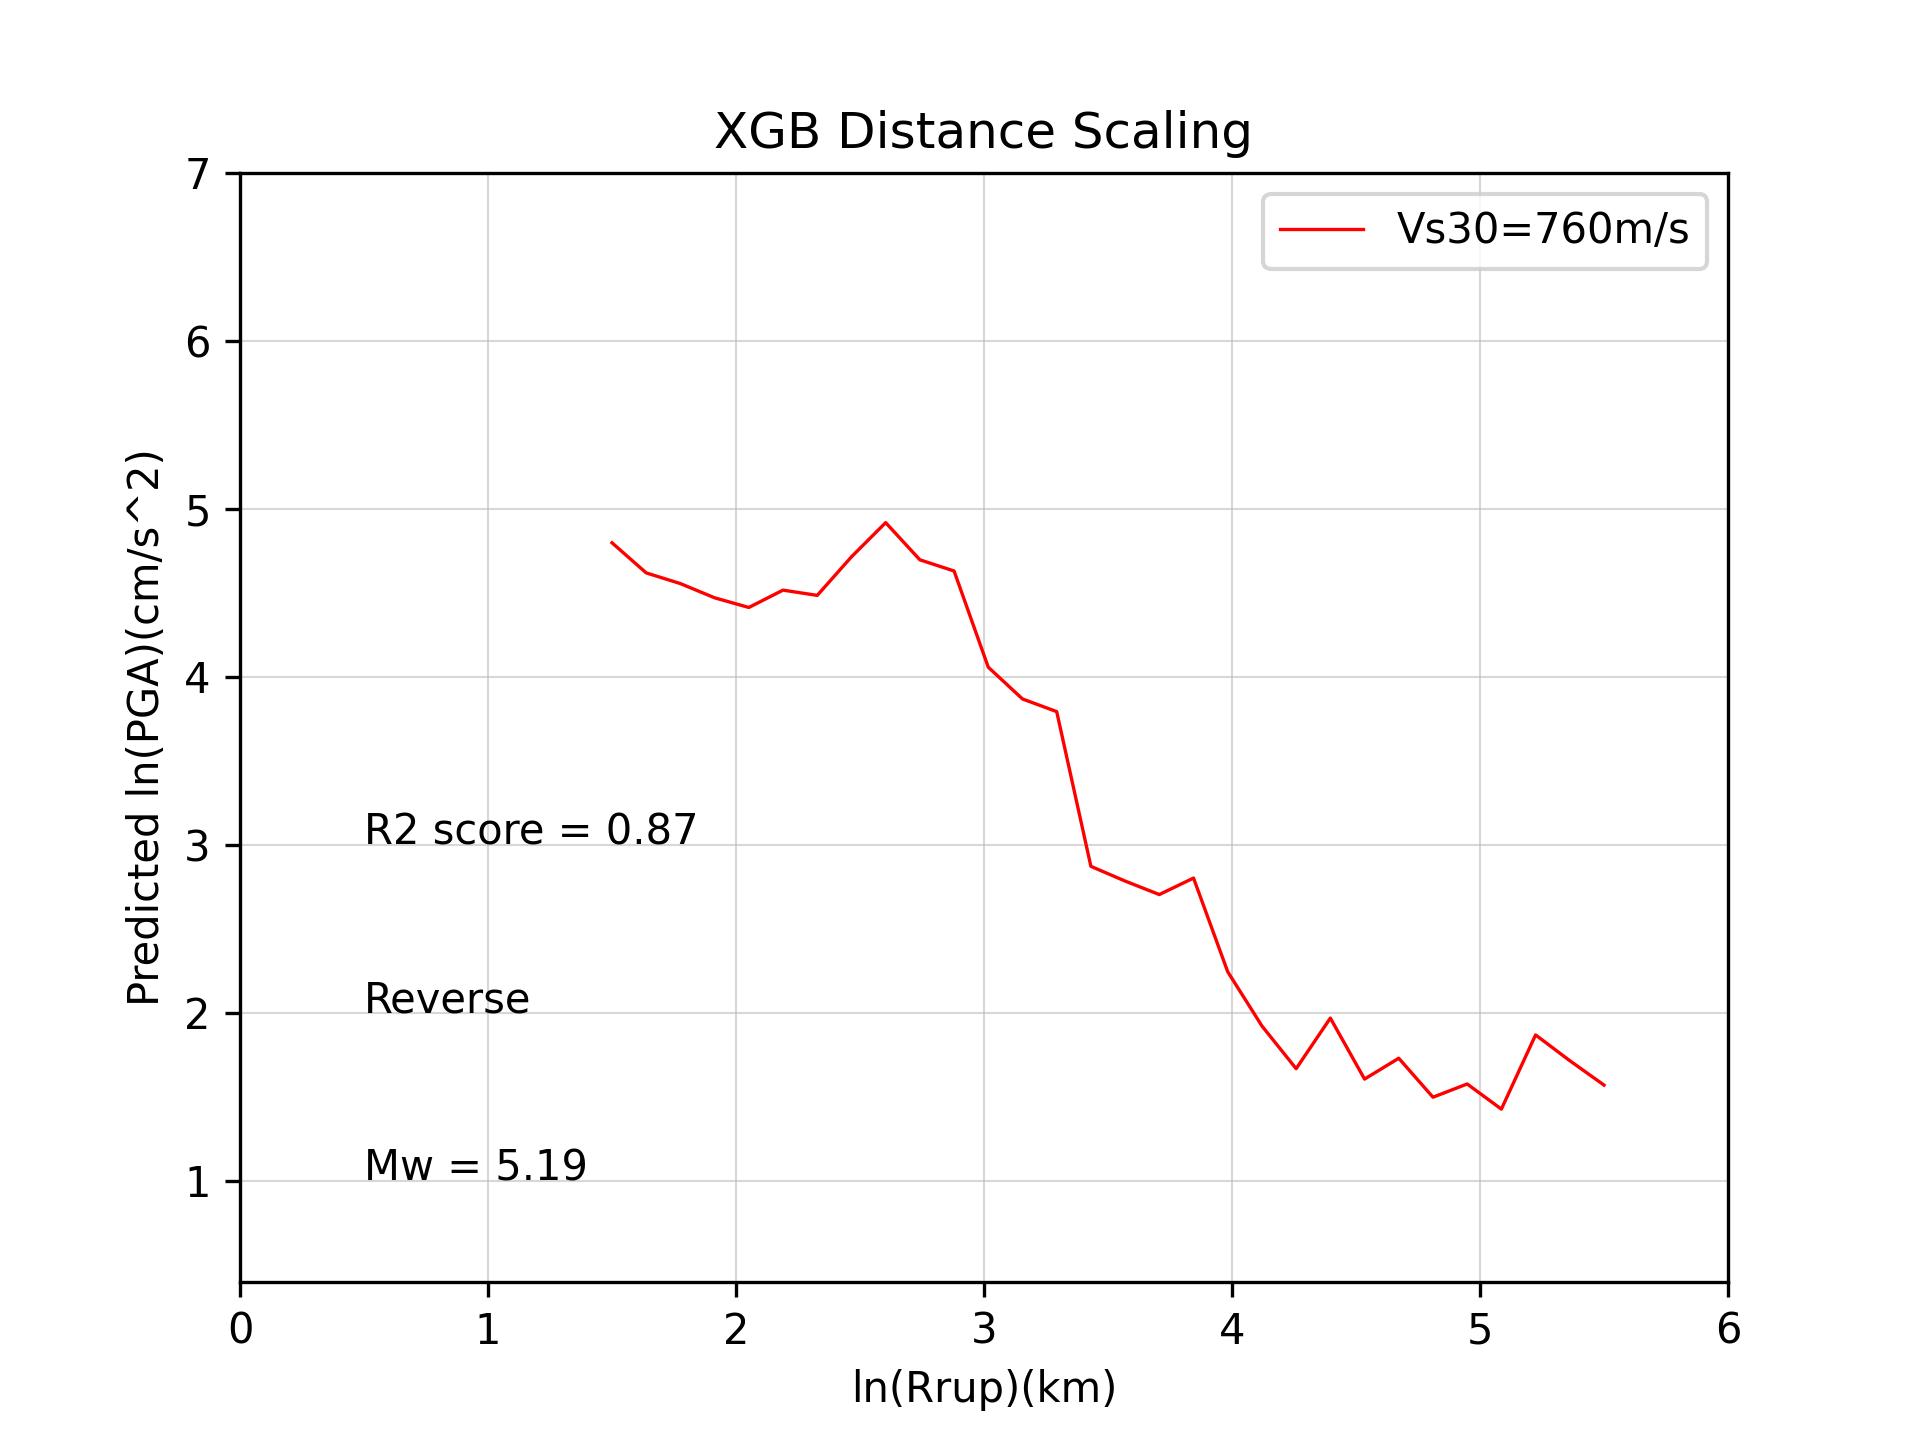 XGB Distance Scaling
Vs30=760m/s
7
6
5
4
3
2
1
Predicted ln(PGA)(cm/s^2)
R2 score = 0.87
Reverse
Mw = 5.19
0 1 2 3 4 5 6
ln(Rrup)(km)